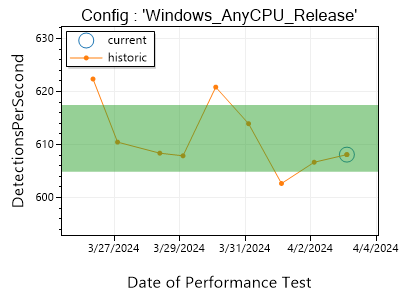 Config : 'Windows_AnyCPU_Release'
current
historic
DetectionsPerSecond
630
620
610
600
3/27/2024
3/29/2024
3/31/2024
4/2/2024
4/4/2024
Date of Performance Test